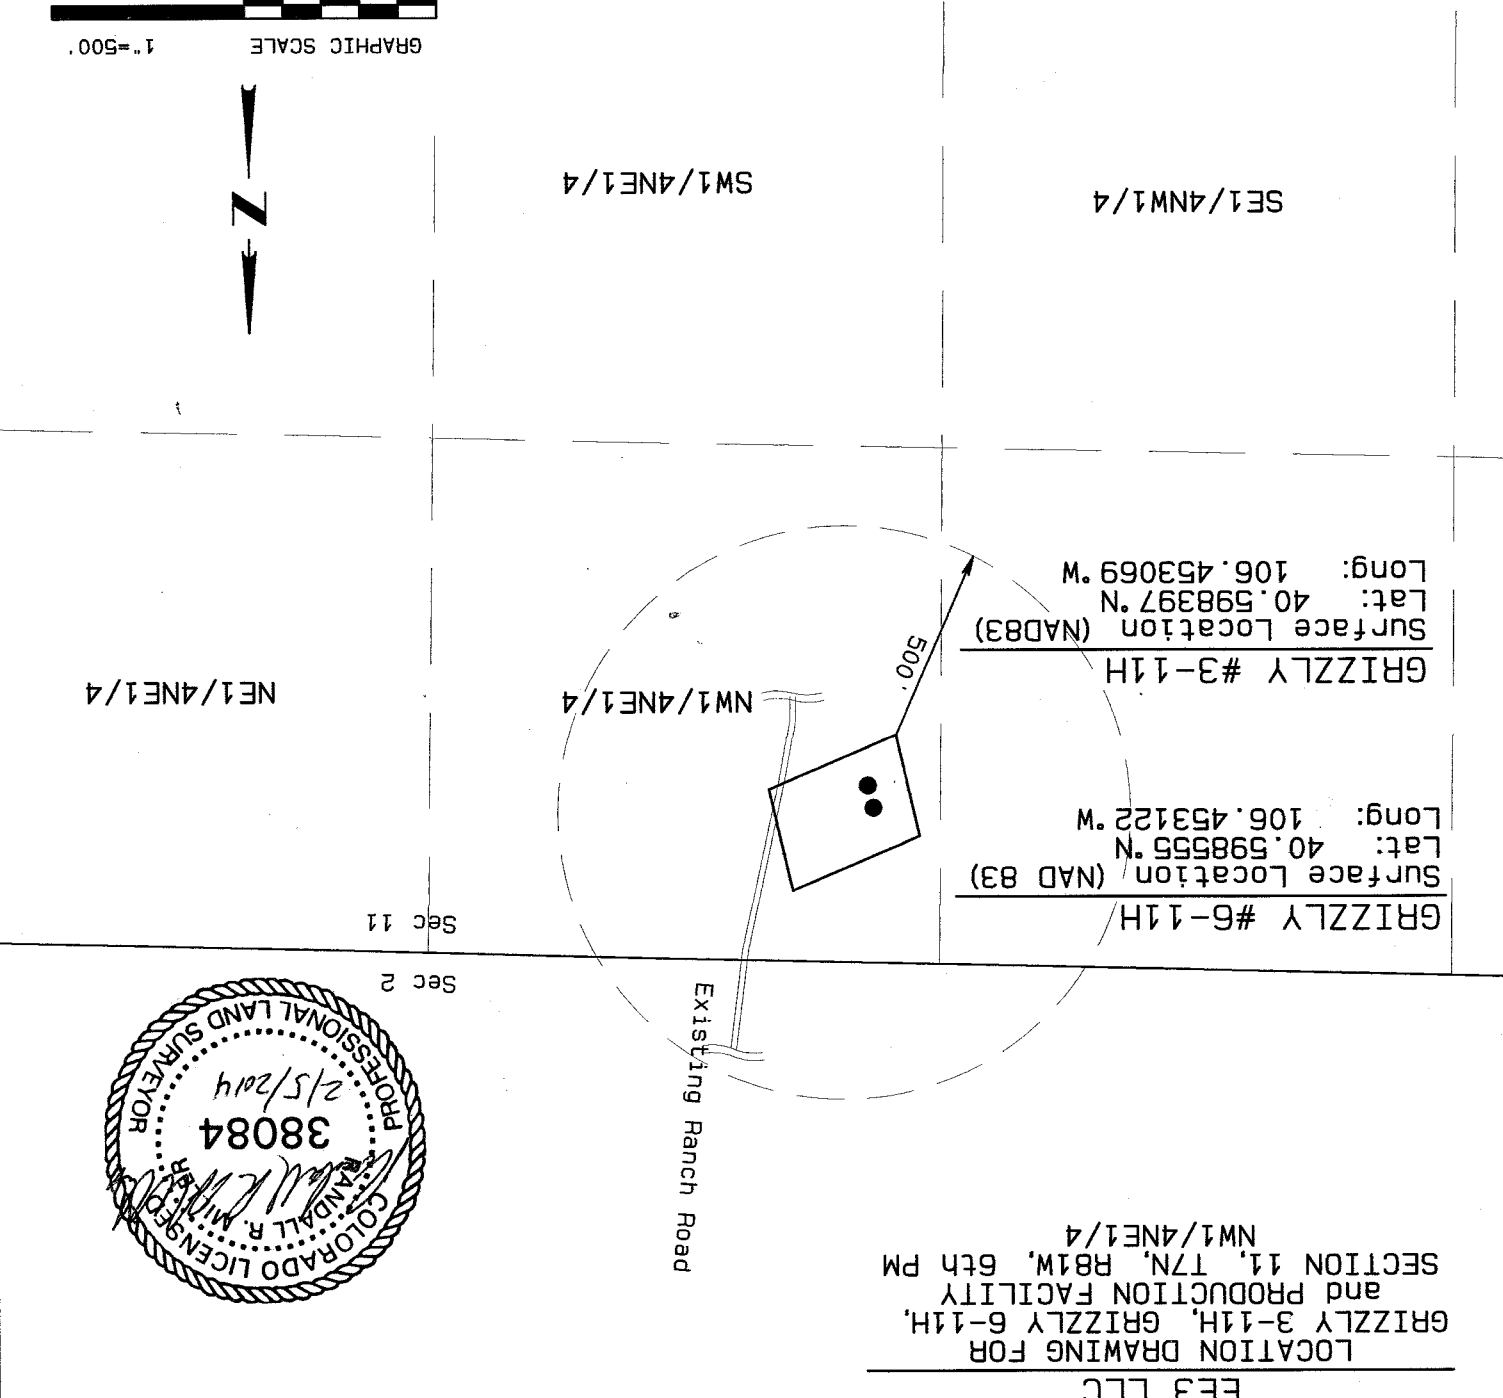 EE3 LLC
LOCATION DRAWING FOR
GRIZZLY 3-11H, GRIZZLY 6-11H,
and PRODUCTION FACILITY
SECTION 11, T7N, R81W, 6th PM
NW1/4NE1/4
Existing Ranch Road
COLORADO LICENSED
RANDALL R. MILLER
38084
2/5/2014
PROFESSIONAL LAND SURVEYOR
Sec 2
Sec 11
GRIZZLY #6-11H
Surface Location (NAD 83)
Lat: 40.598555°N
Long: 106.453122°W
GRIZZLY #3-11H
Surface Location (NAD83)
Lat: 40.598397°N
Long: 106.453069°W
500'
NW1/4NE1/4
NE1/4NE1/4
SE1/4NW1/4
SW1/4NE1/4
N
GRAPHIC SCALE 1"=500'